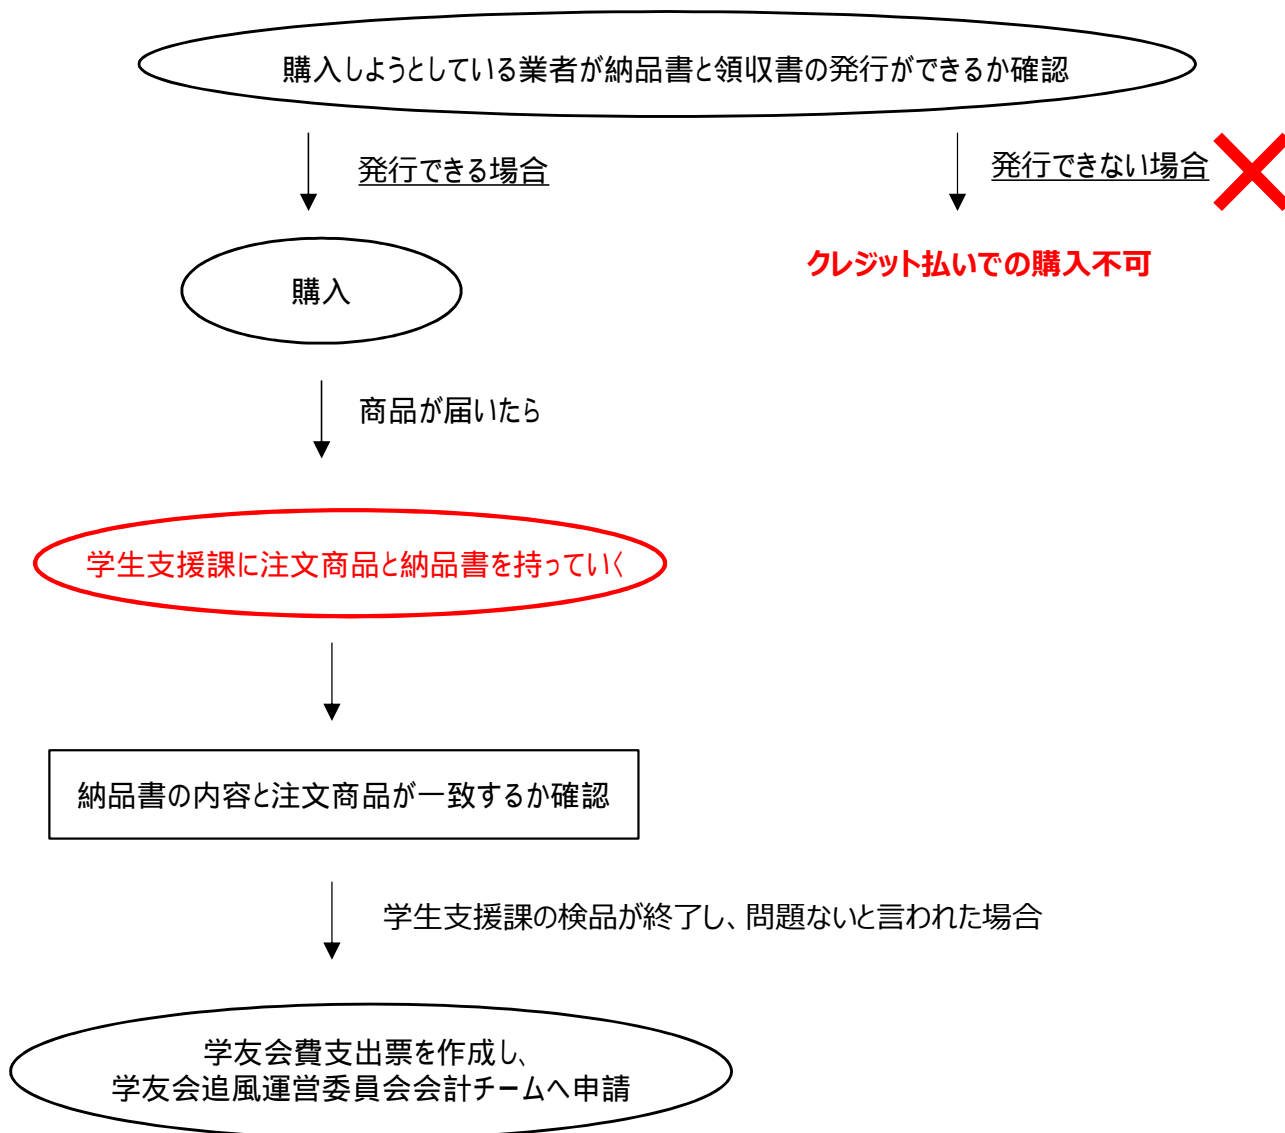 購入しようとしている業者が納品書と領収書の発行ができるか確認
発行できる場合
発行できない場合
購入
クレジット払いでの購入不可
商品が届いたら
学生支援課に注文商品と納品書を持っていく
納品書の内容と注文商品が一致するか確認
学生支援課の検品が終了し、問題ないと言われた場合
学友会費支出票を作成し、
学友会追風運営委員会会計チームへ申請